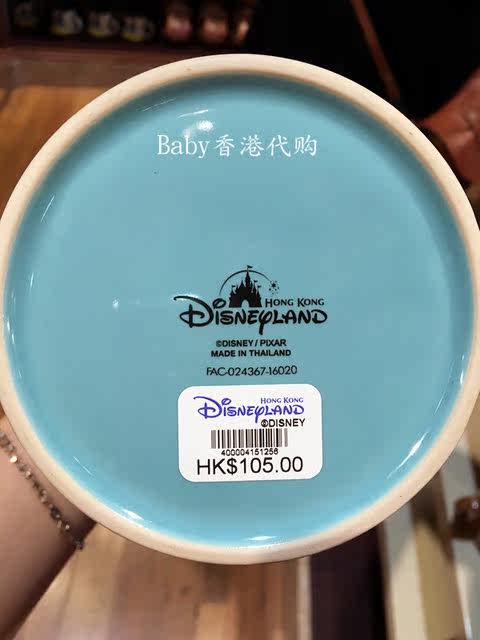 Baby香港代购
HONG KONG
DISNEYLAND
©DISNEY / PIXAR
MADE IN THAILAND
FAC-024367-16020
HONG KONG
DISNEYLAND
©DISNEY
400004151256
HK$105.00